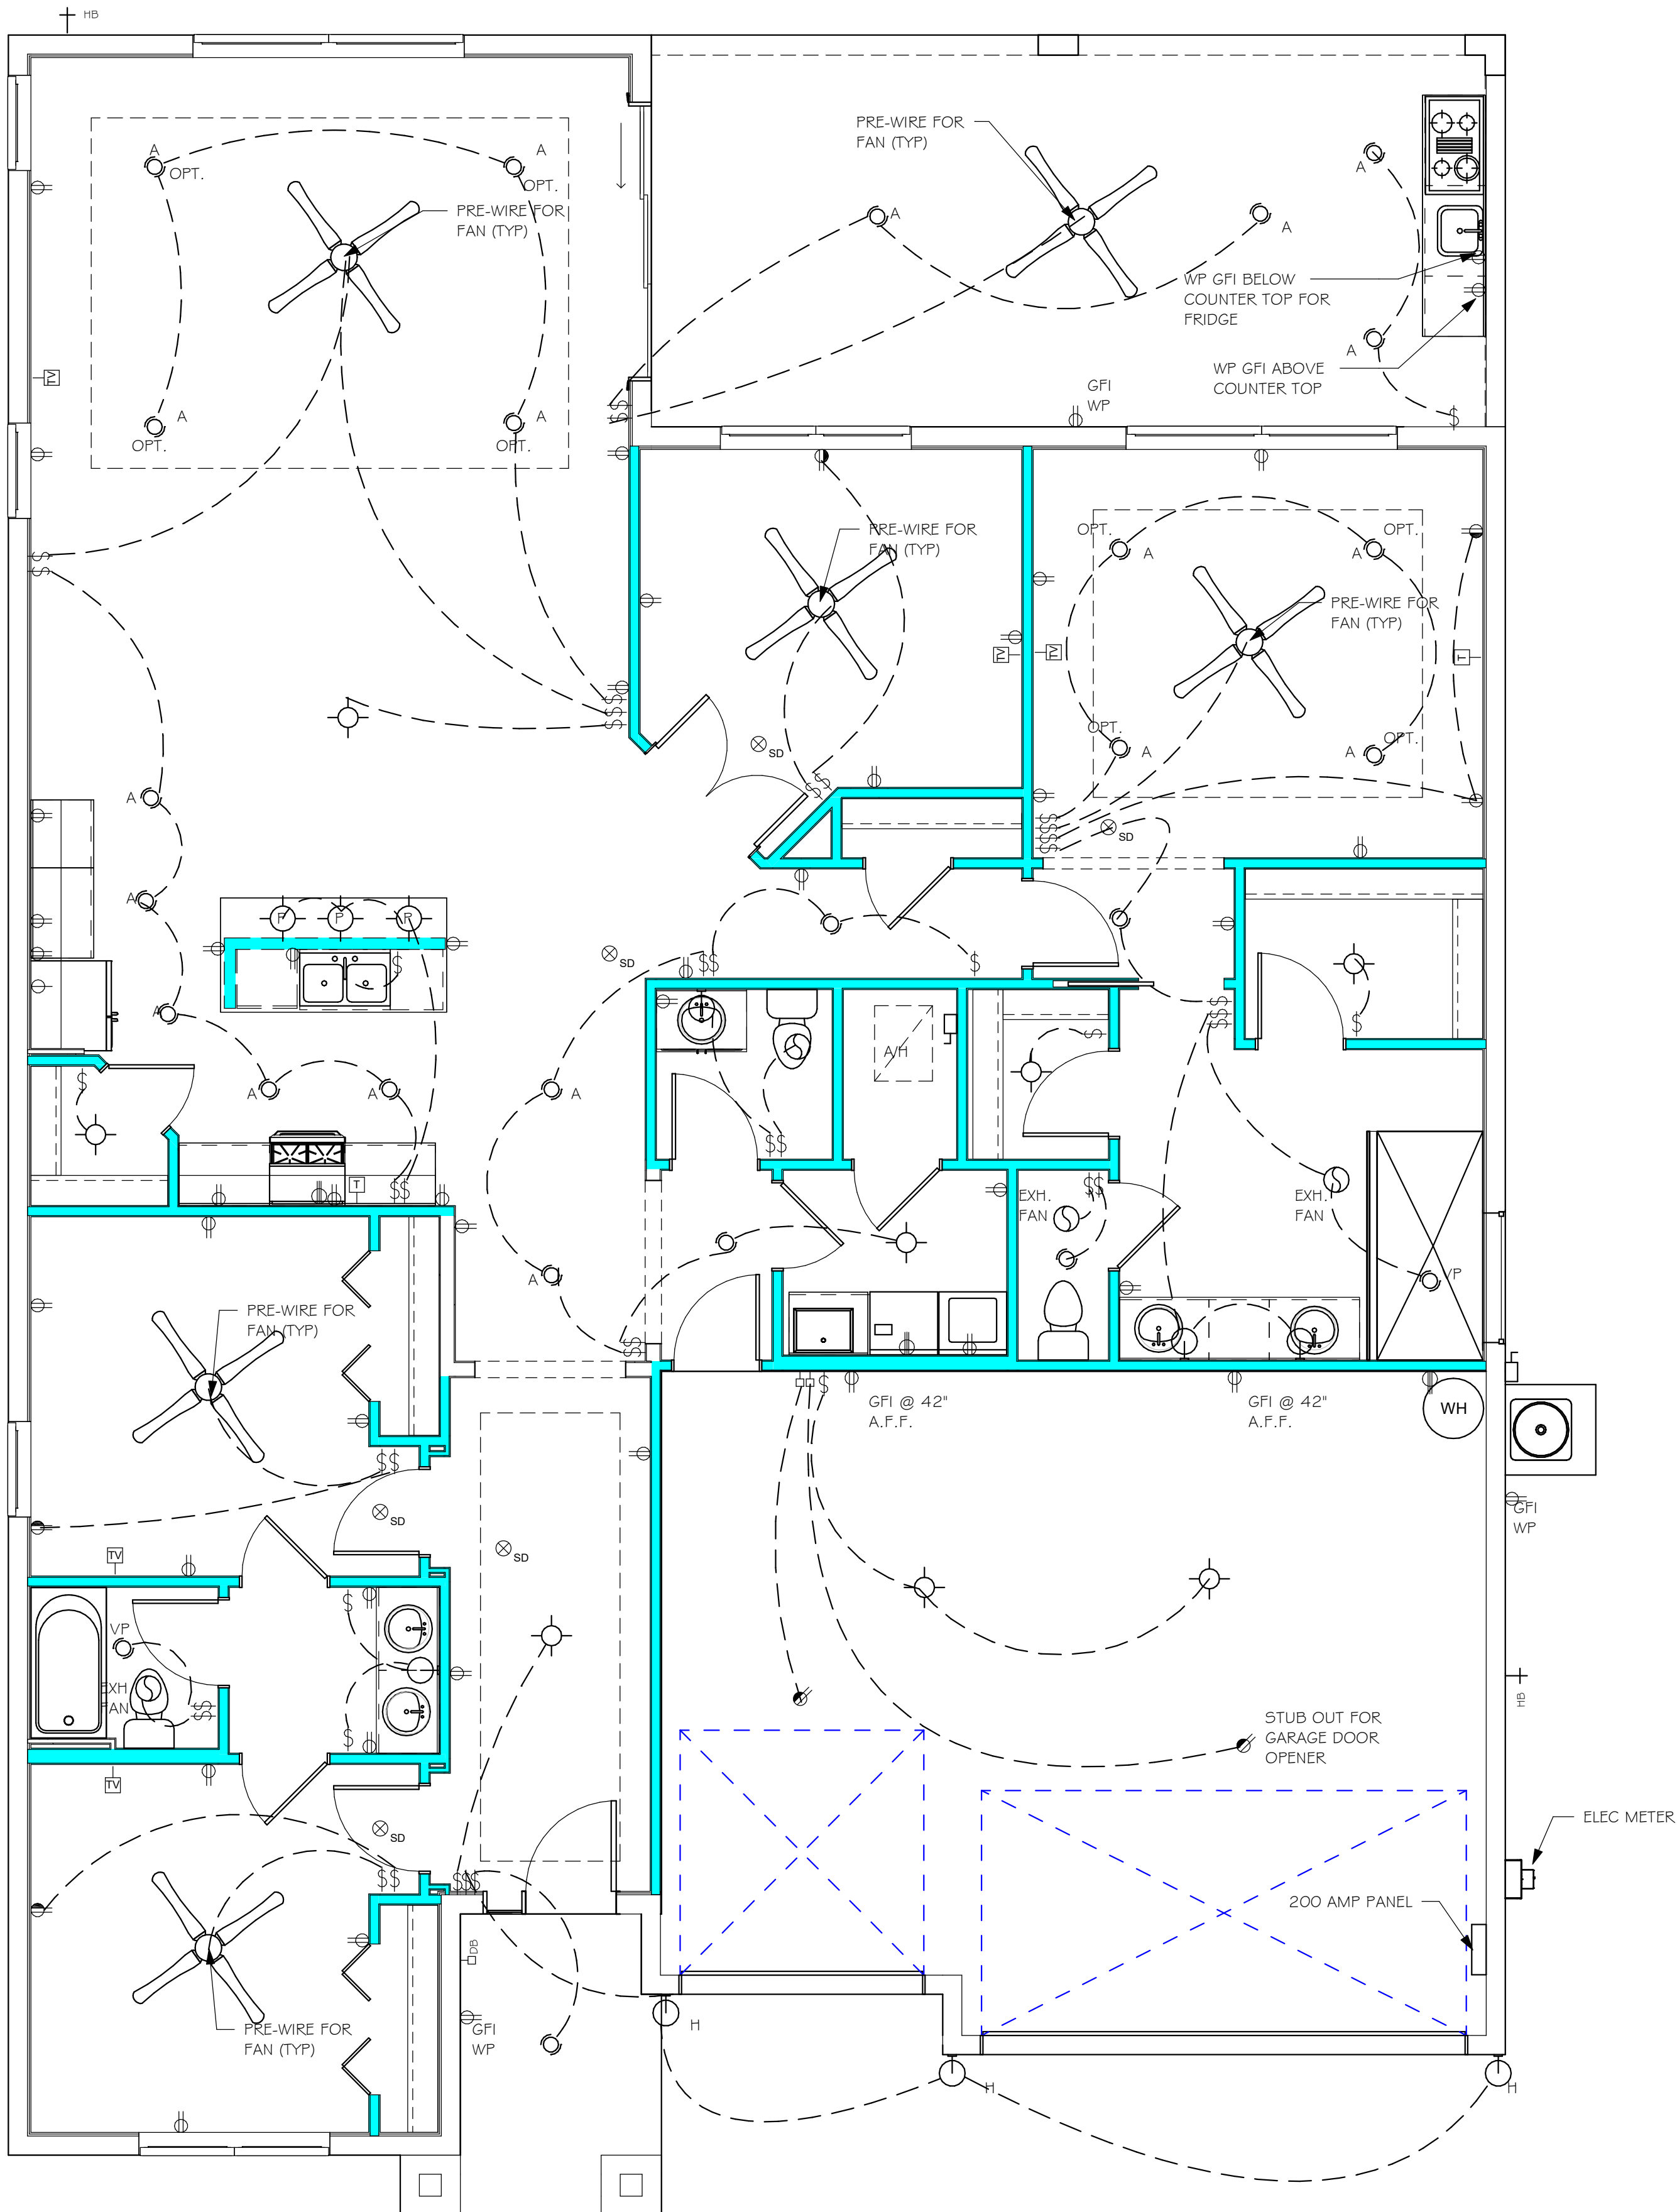 HB
A
OPT.
A
OPT.
PRE-WIRE FOR
FAN (TYP)
A
OPT.
A
OPT.
TV
PRE-WIRE FOR
FAN (TYP)
A
A
A
WP GFI BELOW
COUNTER TOP FOR
FRIDGE
A
WP GFI ABOVE
COUNTER TOP
GFI
WP
$$
$
PRE-WIRE FOR
FAN (TYP)
OPT.
A
OPT.
A
PRE-WIRE FOR
FAN (TYP)
TV
TV
T
OPT.
A
OPT.
A
$$
$$$
SD
$$
$$$$
SD
A
A
A
P
P
P
$
SD
$$
$
$$$
$
A
A
A
A/H
$
$
$$
T
$$
EXH.
FAN
$$
EXH.
FAN
VP
A
$$
PRE-WIRE FOR
FAN (TYP)
$
GFI @ 42"
A.F.F.
GFI @ 42"
A.F.F.
WH
GFI
WP
$$
SD
SD
TV
VP
EXH
FAN
$$
$
$
TV
HB
STUB OUT FOR
GARAGE DOOR
OPENER
SD
$$
$$$
ELEC METER
200 AMP PANEL
DB
GFI
WP
PRE-WIRE FOR
FAN (TYP)
H
H
H